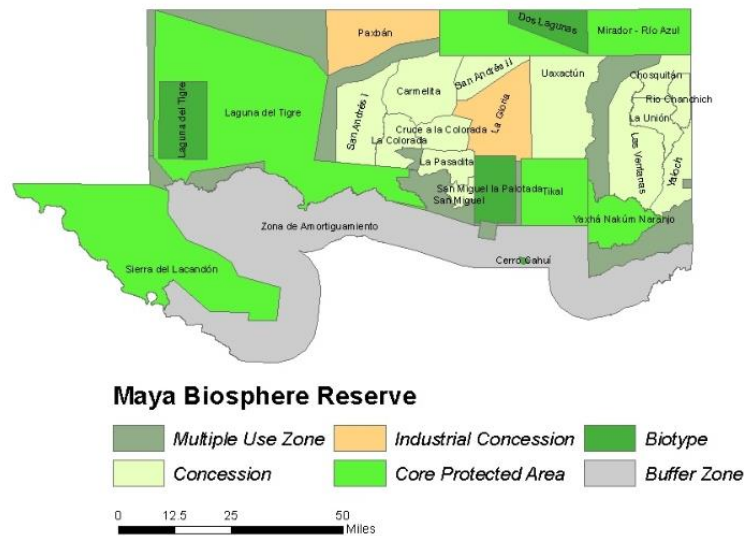 Dos Lagunas
Paxbán
Mirador - Río Azul
San Andrés II
Uaxactún
Chosquitán
Carmelita
Río Chanchich
Laguna del Tigre
Laguna del Tigre
San Andrés I
La Gloria
La Unión
Cruce a la Colorada
La Colorada
Las Ventanas
Yaloch
La Pasadita
San Miguel la Palotada
Tikal
San Miguel
Yaxhá Nakúm Naranjo
Zona de Amortiguamiento
Cerro Cahuí
Sierra del Lacandón
Maya Biosphere Reserve
Multiple Use Zone
Industrial Concession
Biotype
Concession
Core Protected Area
Buffer Zone
0 12.5 25 50
Miles